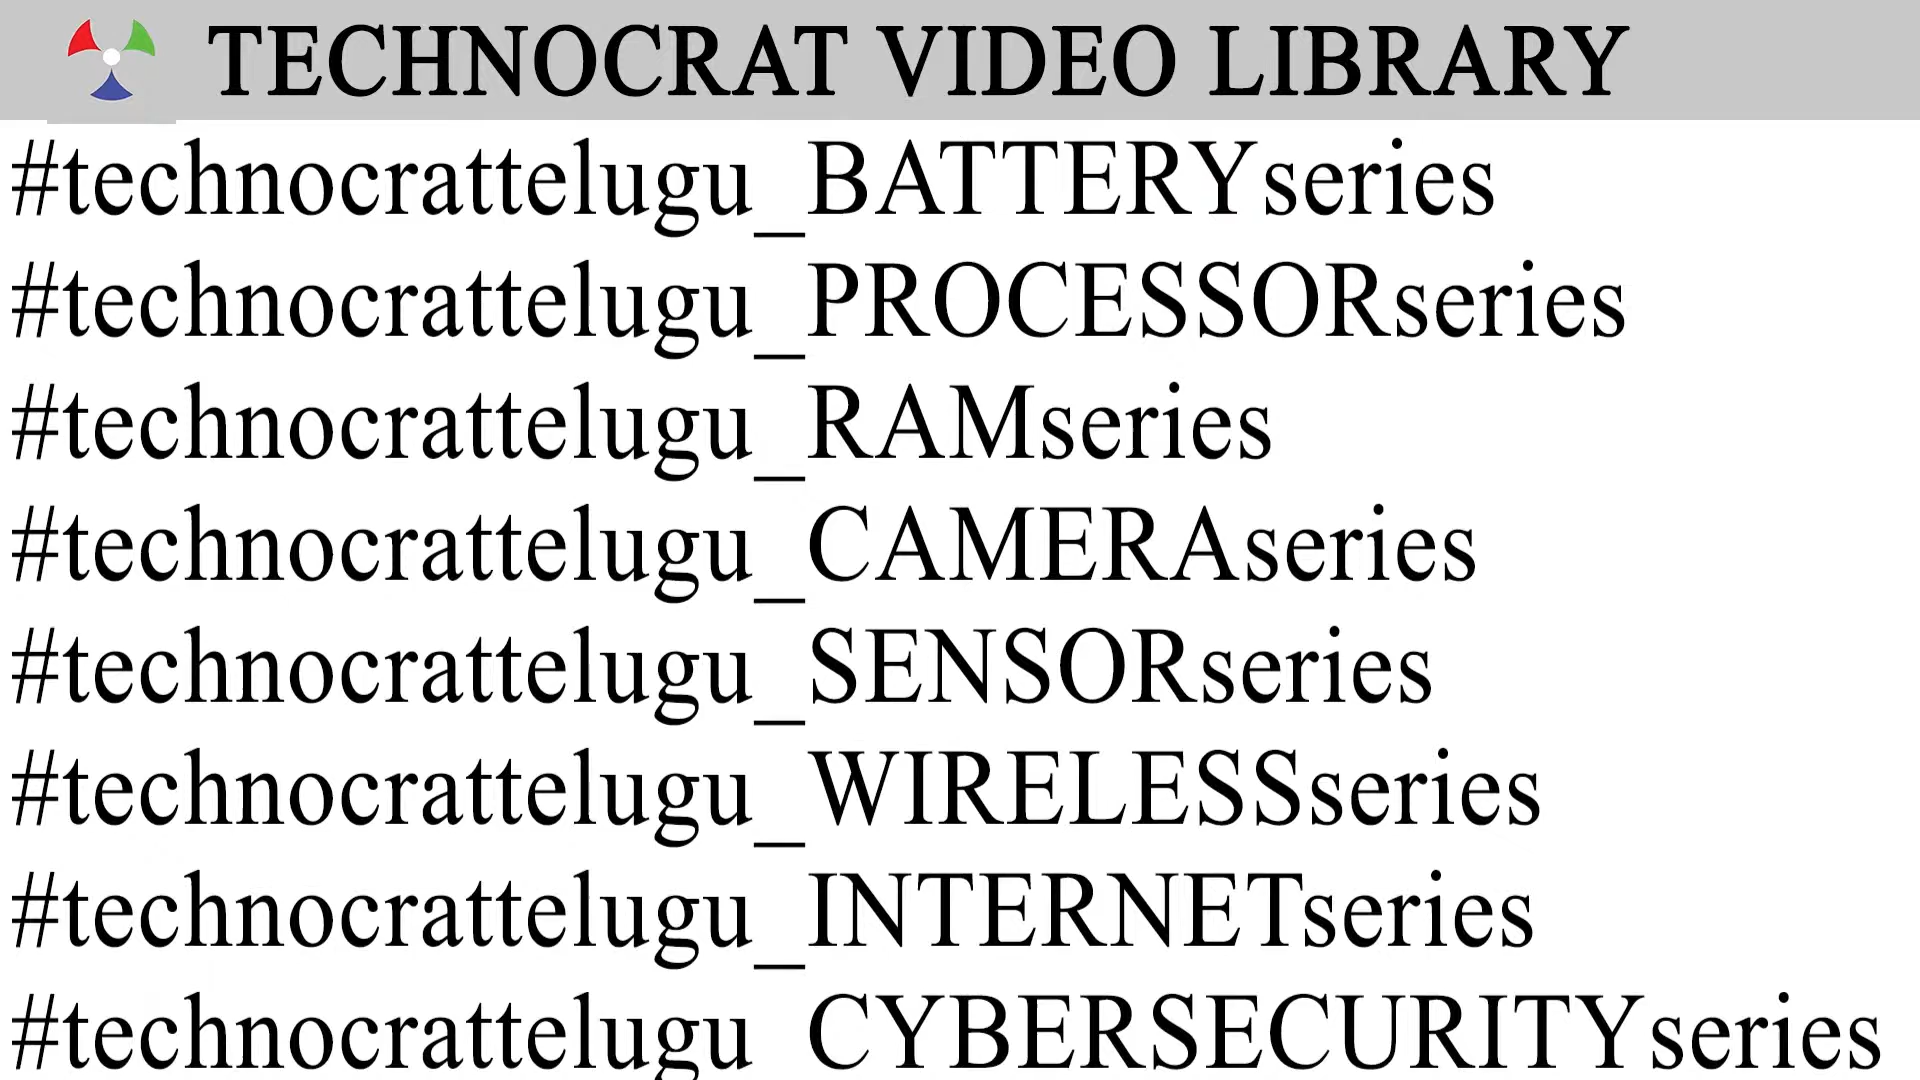 TECHNOCRAT VIDEO LIBRARY
#technocrattelugu_BATTERYseries
#technocrattelugu_PROCESSORseries
#technocrattelugu_RAMseries
#technocrattelugu_CAMERAseries
#technocrattelugu_SENSORseries
#technocrattelugu_WIRELESSseries
#technocrattelugu_INTERNETseries
#technocrattelugu_CYBERSECURITYseries